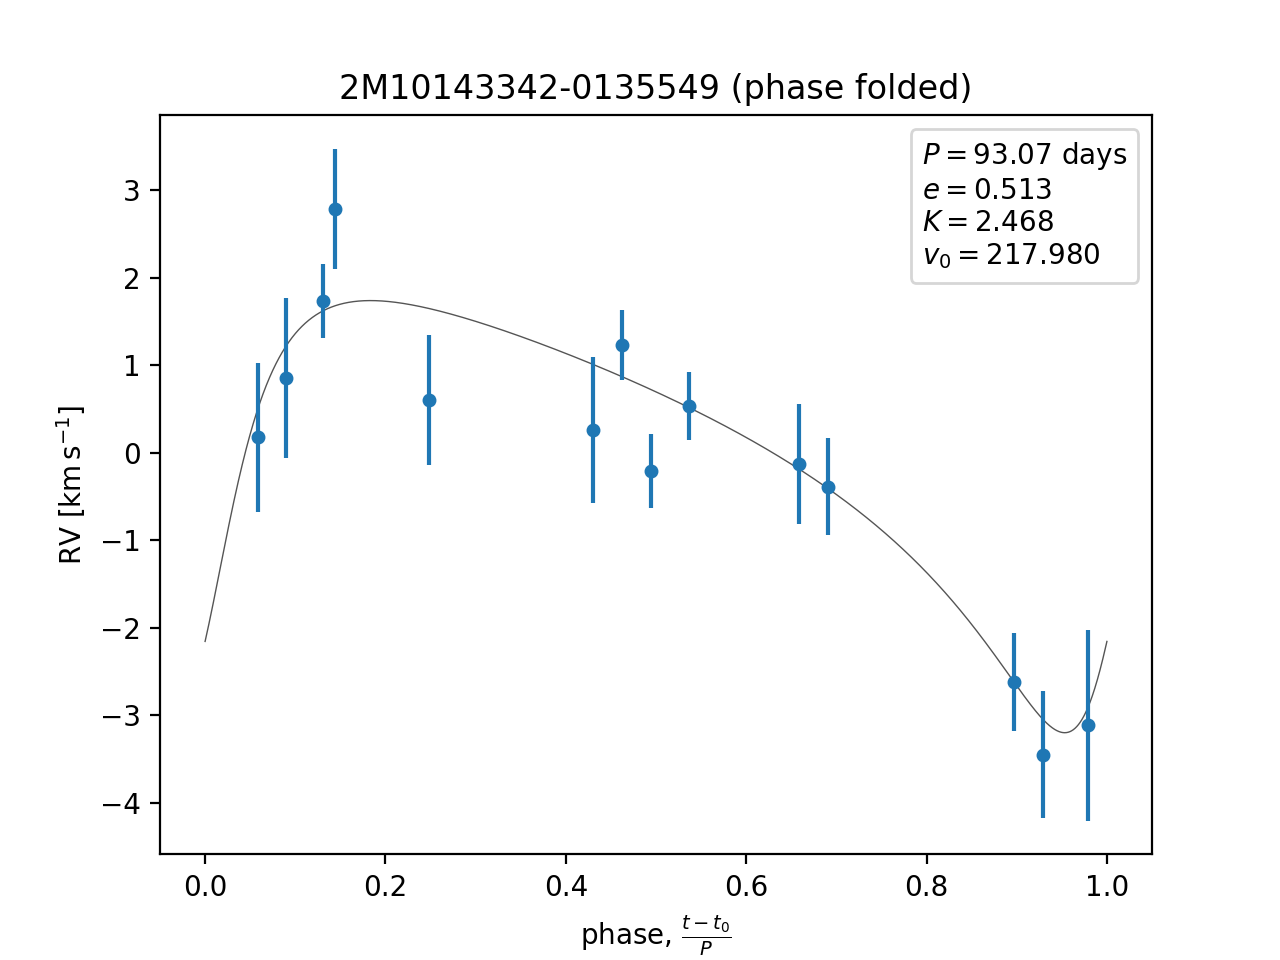 2M10143342-0135549 (phase folded)
P = 93.07 days
e = 0.513
K = 2.468
v₀ = 217.980
RV [km s⁻¹]
3
2
1
0
−1
−2
−3
−4
0.0 0.2 0.4 0.6 0.8 1.0
phase, (t − t₀)/P